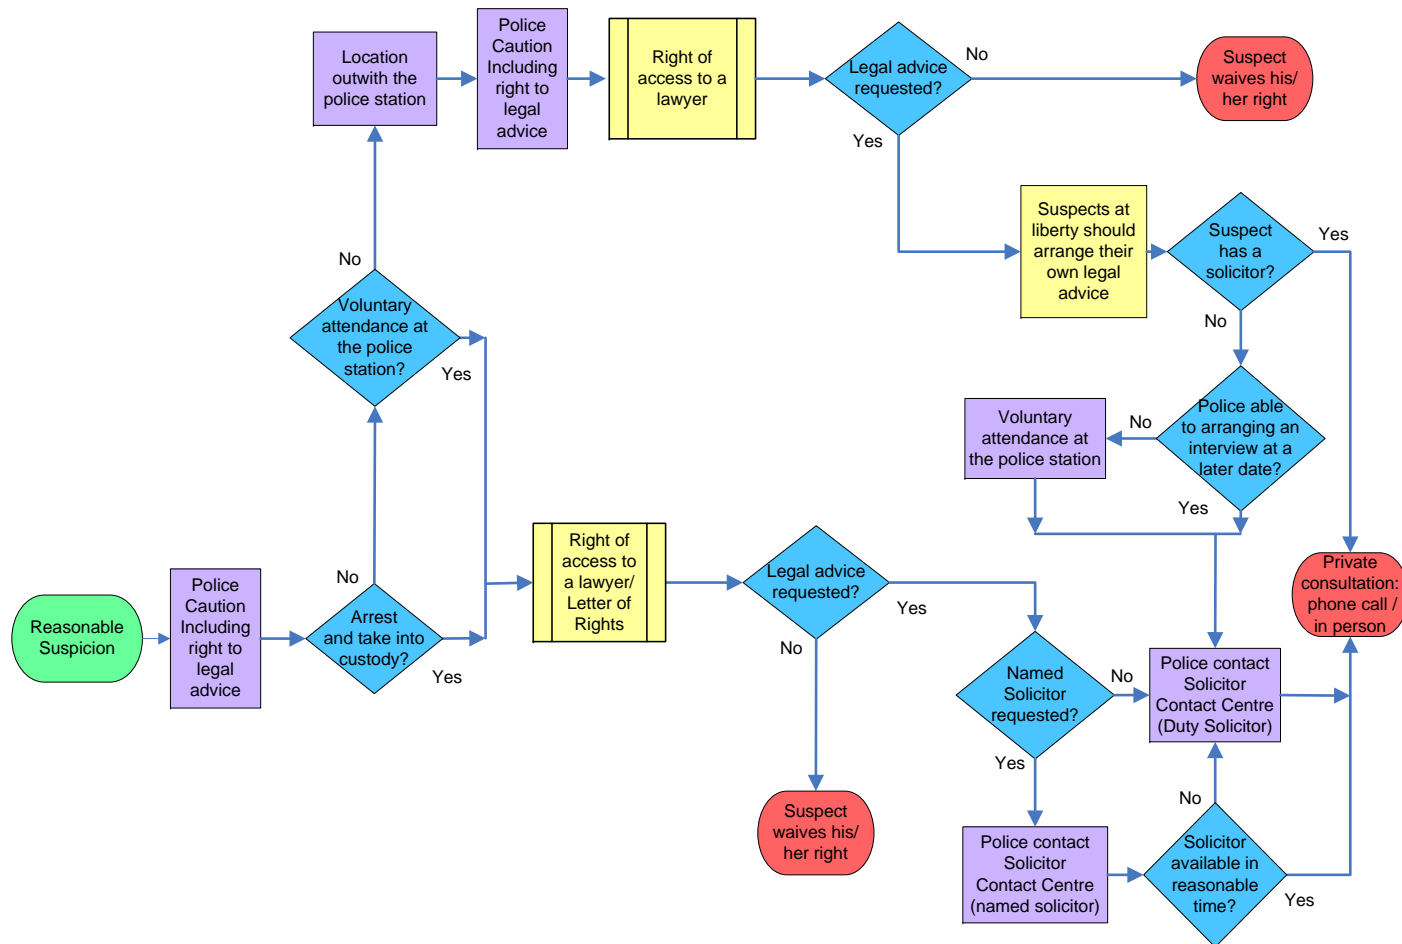 Location
outwith the
police station
Police
Caution
Including
right to
legal
advice
Right of
access to a
lawyer
Legal advice
requested?
No
Suspect
waives his/
her right
Yes
Suspects at
liberty should
arrange their
own legal
advice
Suspect
has a
solicitor?
Yes
No
No
Voluntary
attendance at
the police
station?
Yes
Voluntary
attendance at
the police station
No
Police able
to arranging an
interview at a
later date?
Yes
Reasonable
Suspicion
Police
Caution
Including
right to
legal
advice
No
Arrest
and take into
custody?
Yes
Right of
access to
a lawyer/
Letter of
Rights
Legal advice
requested?
Yes
No
Suspect
waives his/
her right
Named
Solicitor
requested?
No
Yes
Police contact
Solicitor
Contact Centre
(Duty Solicitor)
Private
consultation:
phone call /
in person
Police contact
Solicitor
Contact Centre
(named solicitor)
No
Solicitor
available in
reasonable
time?
Yes